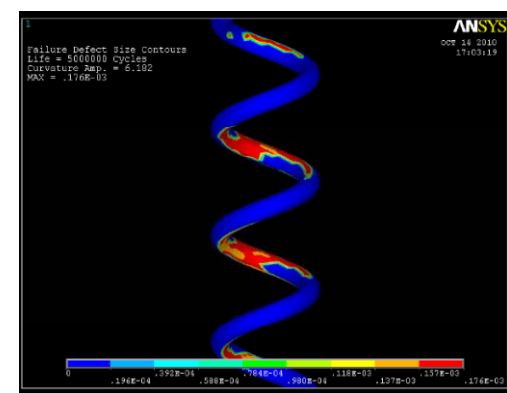 1
ANSYS
OCT 14 2010
17:03:19
Failure Defect Size Contours
Life = 5000000 Cycles
Curvature Amp. = 6.182
MAX = .176E-03
0 .392E-04 .784E-04 .118E-03 .157E-03
.196E-04 .588E-04 .980E-04 .137E-03 .176E-03